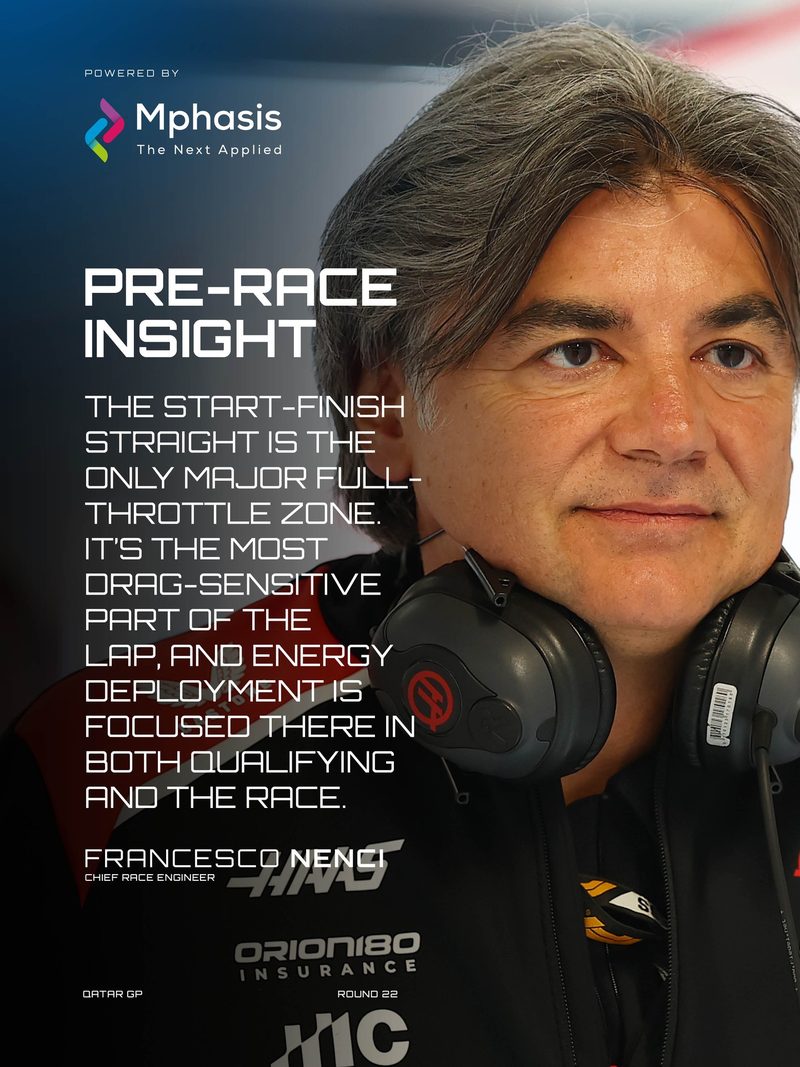 POWERED BY
Mphasis
The Next Applied
PRE-RACE
INSIGHT
THE START-FINISH
STRAIGHT IS THE
ONLY MAJOR FULL-
THROTTLE ZONE.
IT'S THE MOST
DRAG-SENSITIVE
PART OF THE
LAP, AND ENERGY
DEPLOYMENT IS
FOCUSED THERE IN
BOTH QUALIFYING
AND THE RACE.
FRANCESCO NENCI
CHIEF RACE ENGINEER
HAAS
ORION180
INSURANCE
QATAR GP
ROUND 22